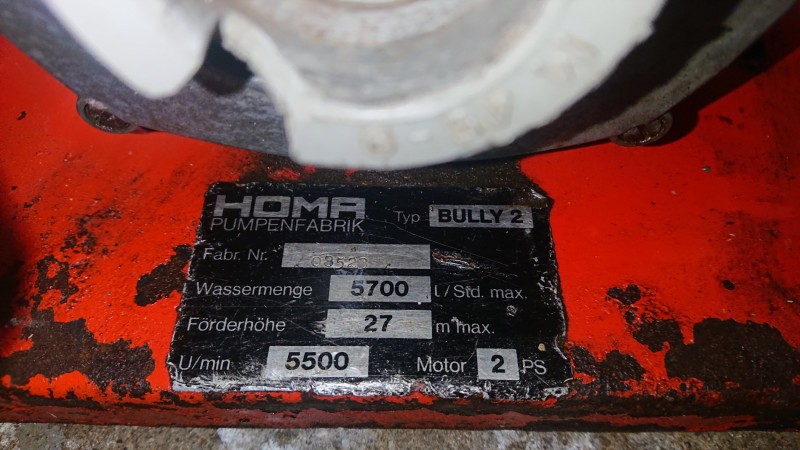 HOMA
PUMPENFABRIK
Typ BULLY 2
Fabr. Nr.
Wassermenge 5700 l/Std. max.
Förderhöhe 27 m max.
U/min 5500 Motor 2 PS